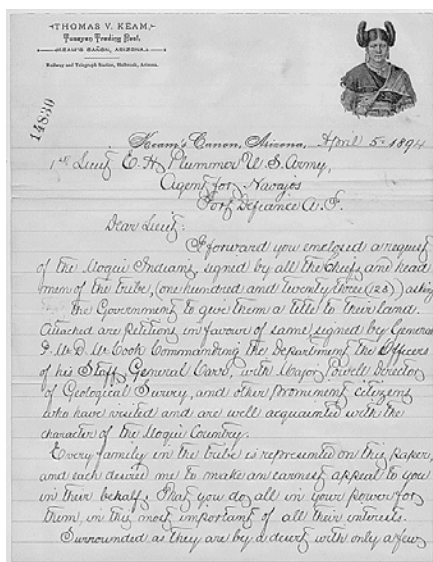 THOMAS V. KEAM,
Tusayan Trading Post,
KEAM'S CAÑON, ARIZONA.
Railway and Telegraph Station, Holbrook, Arizona.
14830
Keam's Canon, Arizona, April 5th 1894
1st Lieut E. H. Plummer U.S. Army,
Agent for Navajos
Fort Defiance A.T.
Dear Lieut:
I forward you enclosed a request
of the Moqui Indians, signed by all the Chiefs and head
men of the tribe, (one hundred and twenty three (123)) asking
the Government to give them a title to their land.
Attached are petitions in favour of same signed by General
McD. McCook Commanding the Department the Officers
of his Staff, General Carr, with Major Powell Director
of Geological Survey, and other prominent citizens
who have visited and are well acquainted with the
character of the Moqui Country.
Every family in the tribe is represented on this paper,
and each desired me to make an earnest appeal to you
in their behalf; That you do all in your power for
them, in this most important of all their interests.
Surrounded as they are by a desert with only a few